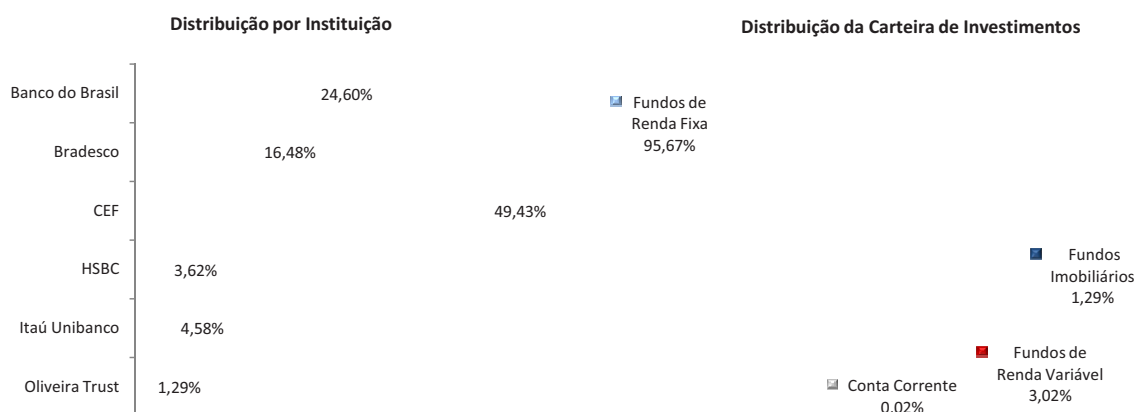 Distribuição por Instituição
Banco do Brasil
24,60%
Bradesco
16,48%
CEF
49,43%
HSBC
3,62%
Itaú Unibanco
4,58%
Oliveira Trust
1,29%
Distribuição da Carteira de Investimentos
Fundos de
Renda Fixa
95,67%
Fundos
Imobiliários
1,29%
Fundos de
Renda Variável
3,02%
Conta Corrente
0,02%